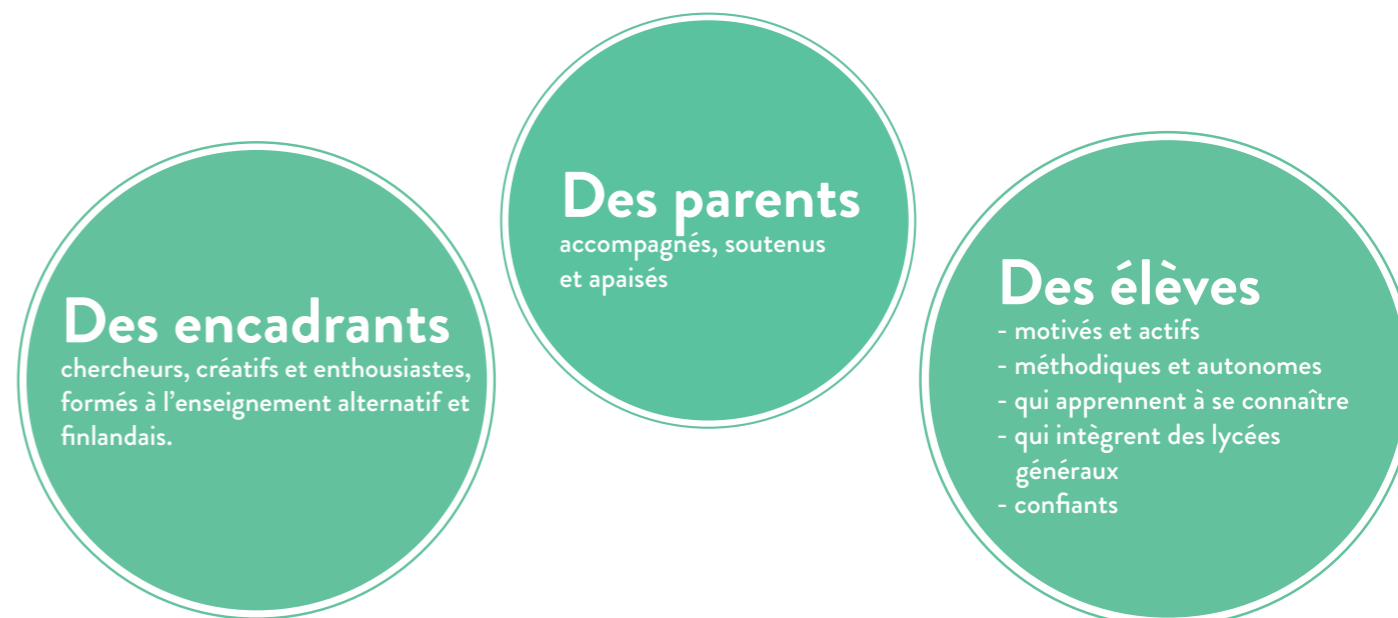 Des encadrants
chercheurs, créatifs et enthousiastes,
formés à l’enseignement alternatif et
finlandais.
Des parents
accompagnés, soutenus
et apaisés
Des élèves
- motivés et actifs
- méthodiques et autonomes
- qui apprennent à se connaître
- qui intègrent des lycées
généraux
- confiants